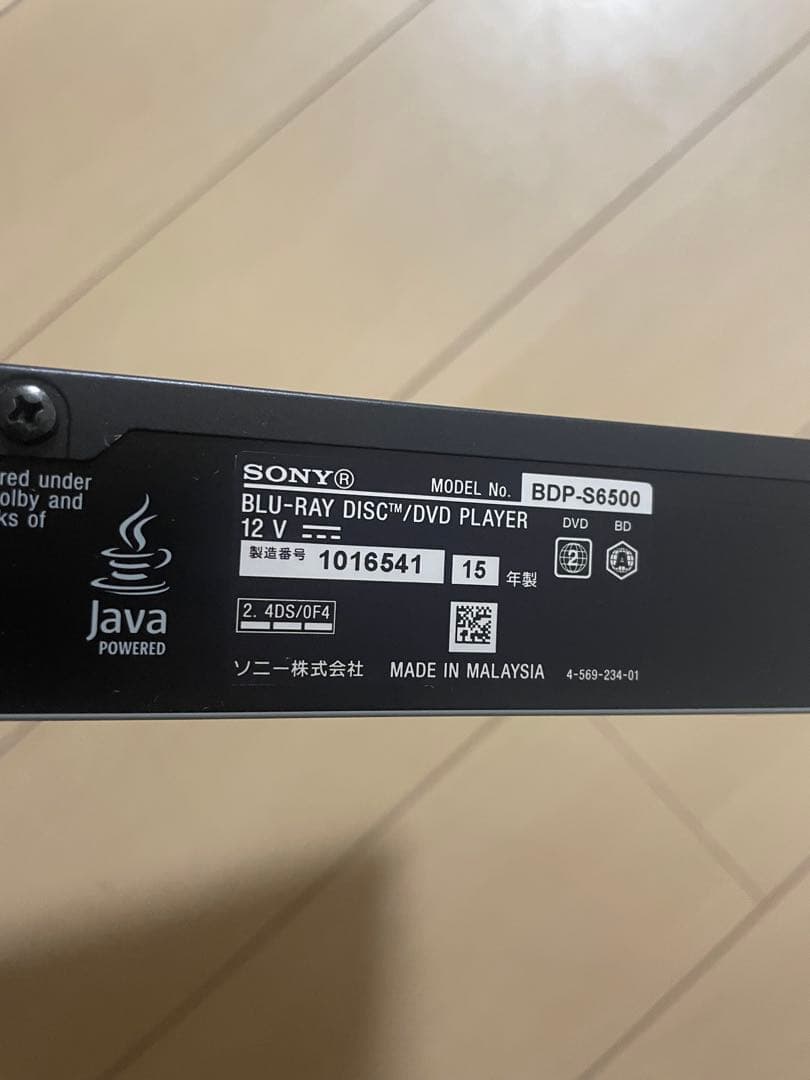 red under
olby and
ks of
Java
POWERED
SONY®
MODEL No. BDP-S6500
BLU-RAY DISC™/DVD PLAYER
12 V
DVD BD
2 A
製造番号 1016541 15 年製
2. 4DS/0F4
ソニー株式会社 MADE IN MALAYSIA 4-569-234-01